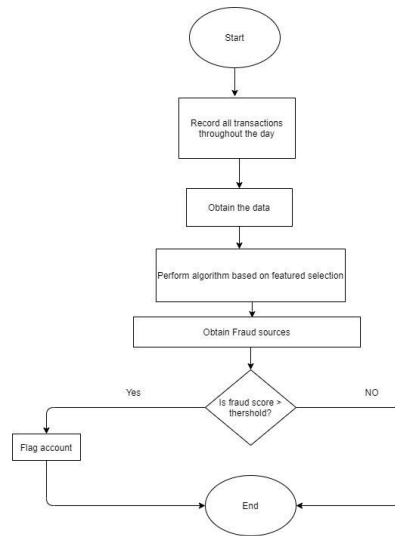 Start
Record all transactions
throughout the day
Obtain the data
Perform algorithm based on featured selection
Obtain Fraud sources
Is fraud score >
thershold?
Yes
NO
Flag account
End